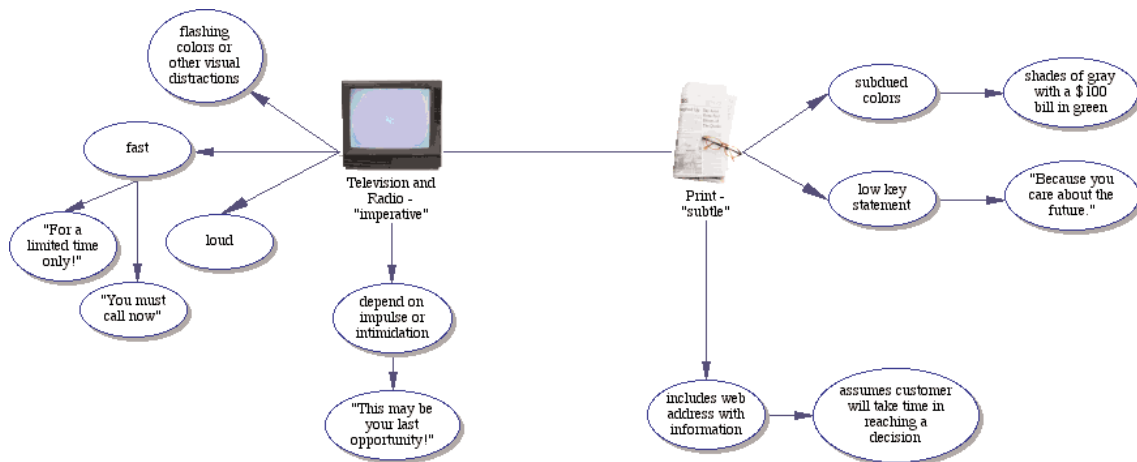 flashing
colors or
other visual
distractions
fast
"For a
limited time
only!"
"You must
call now"
loud
Television and
Radio -
"imperative"
depend on
impulse or
intimidation
"This may be
your last
opportunity!"
Print -
"subtle"
subdued
colors
shades of gray
with a $100
bill in green
low key
statement
"Because you
care about the
future."
includes web
address with
information
assumes customer
will take time in
reaching a
decision